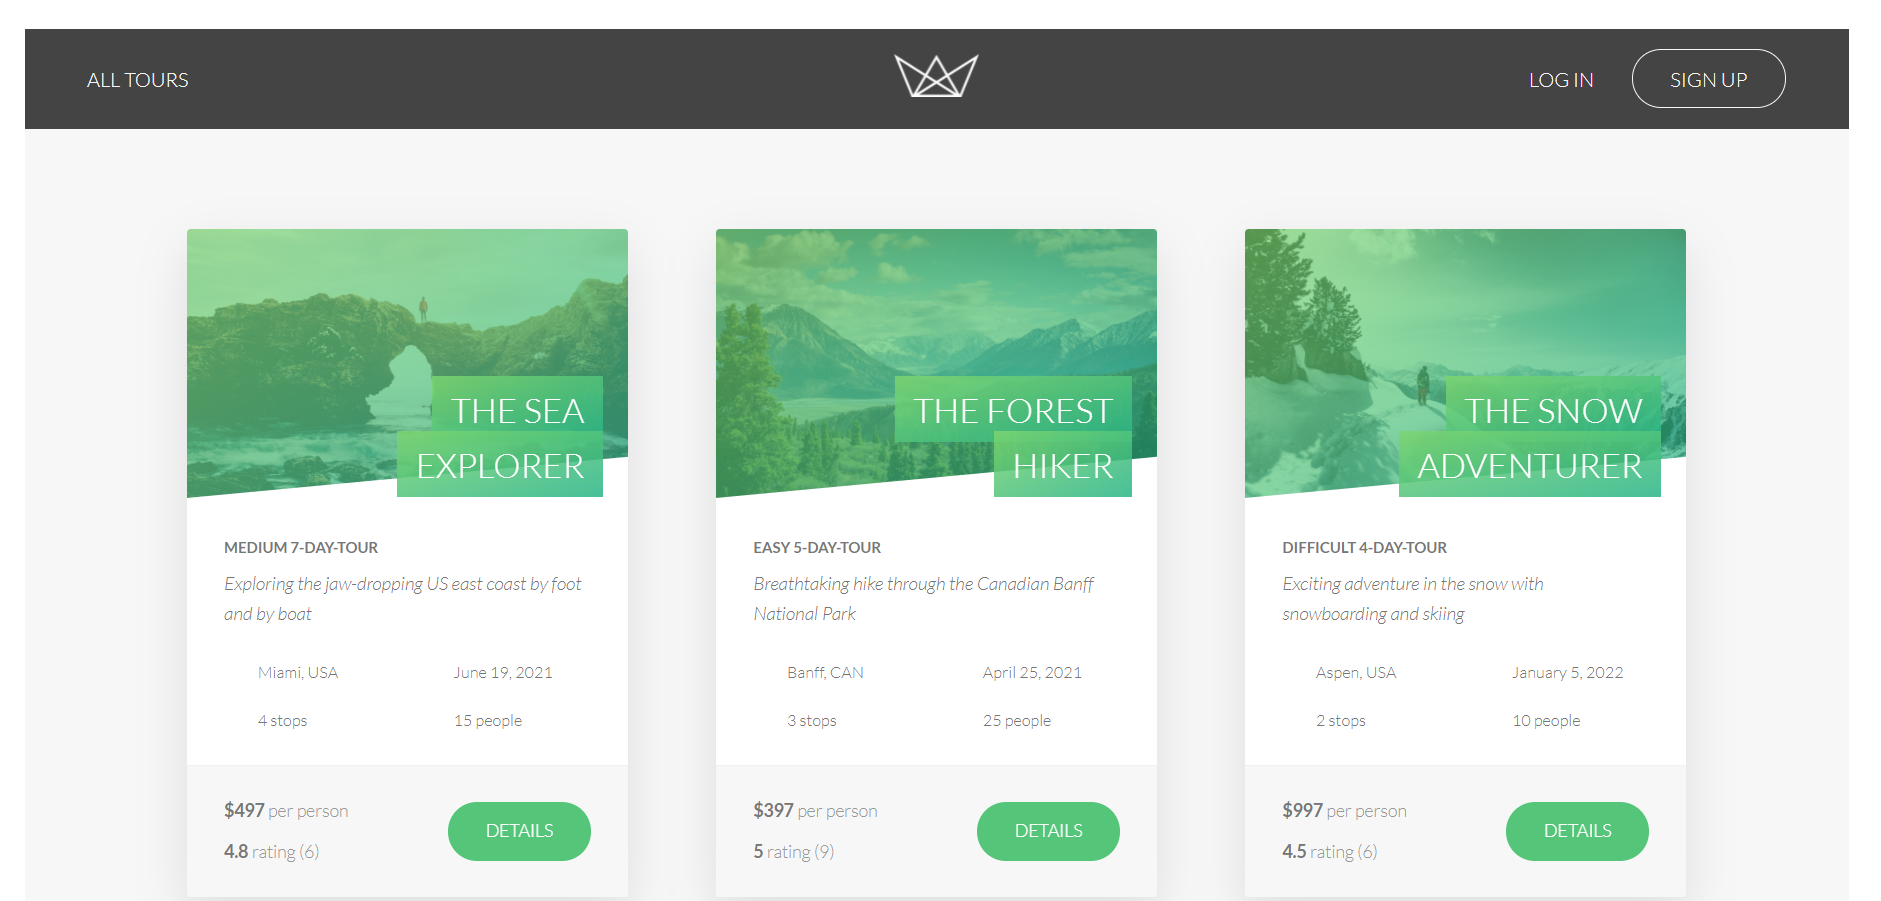 ALL TOURS
LOG IN
SIGN UP
THE SEA
EXPLORER
MEDIUM 7-DAY-TOUR
Exploring the jaw-dropping US east coast by foot
and by boat
Miami, USA
June 19, 2021
4 stops
15 people
$497 per person
4.8 rating (6)
DETAILS
THE FOREST
HIKER
EASY 5-DAY-TOUR
Breathtaking hike through the Canadian Banff
National Park
Banff, CAN
April 25, 2021
3 stops
25 people
$397 per person
5 rating (9)
DETAILS
THE SNOW
ADVENTURER
DIFFICULT 4-DAY-TOUR
Exciting adventure in the snow with
snowboarding and skiing
Aspen, USA
January 5, 2022
2 stops
10 people
$997 per person
4.5 rating (6)
DETAILS